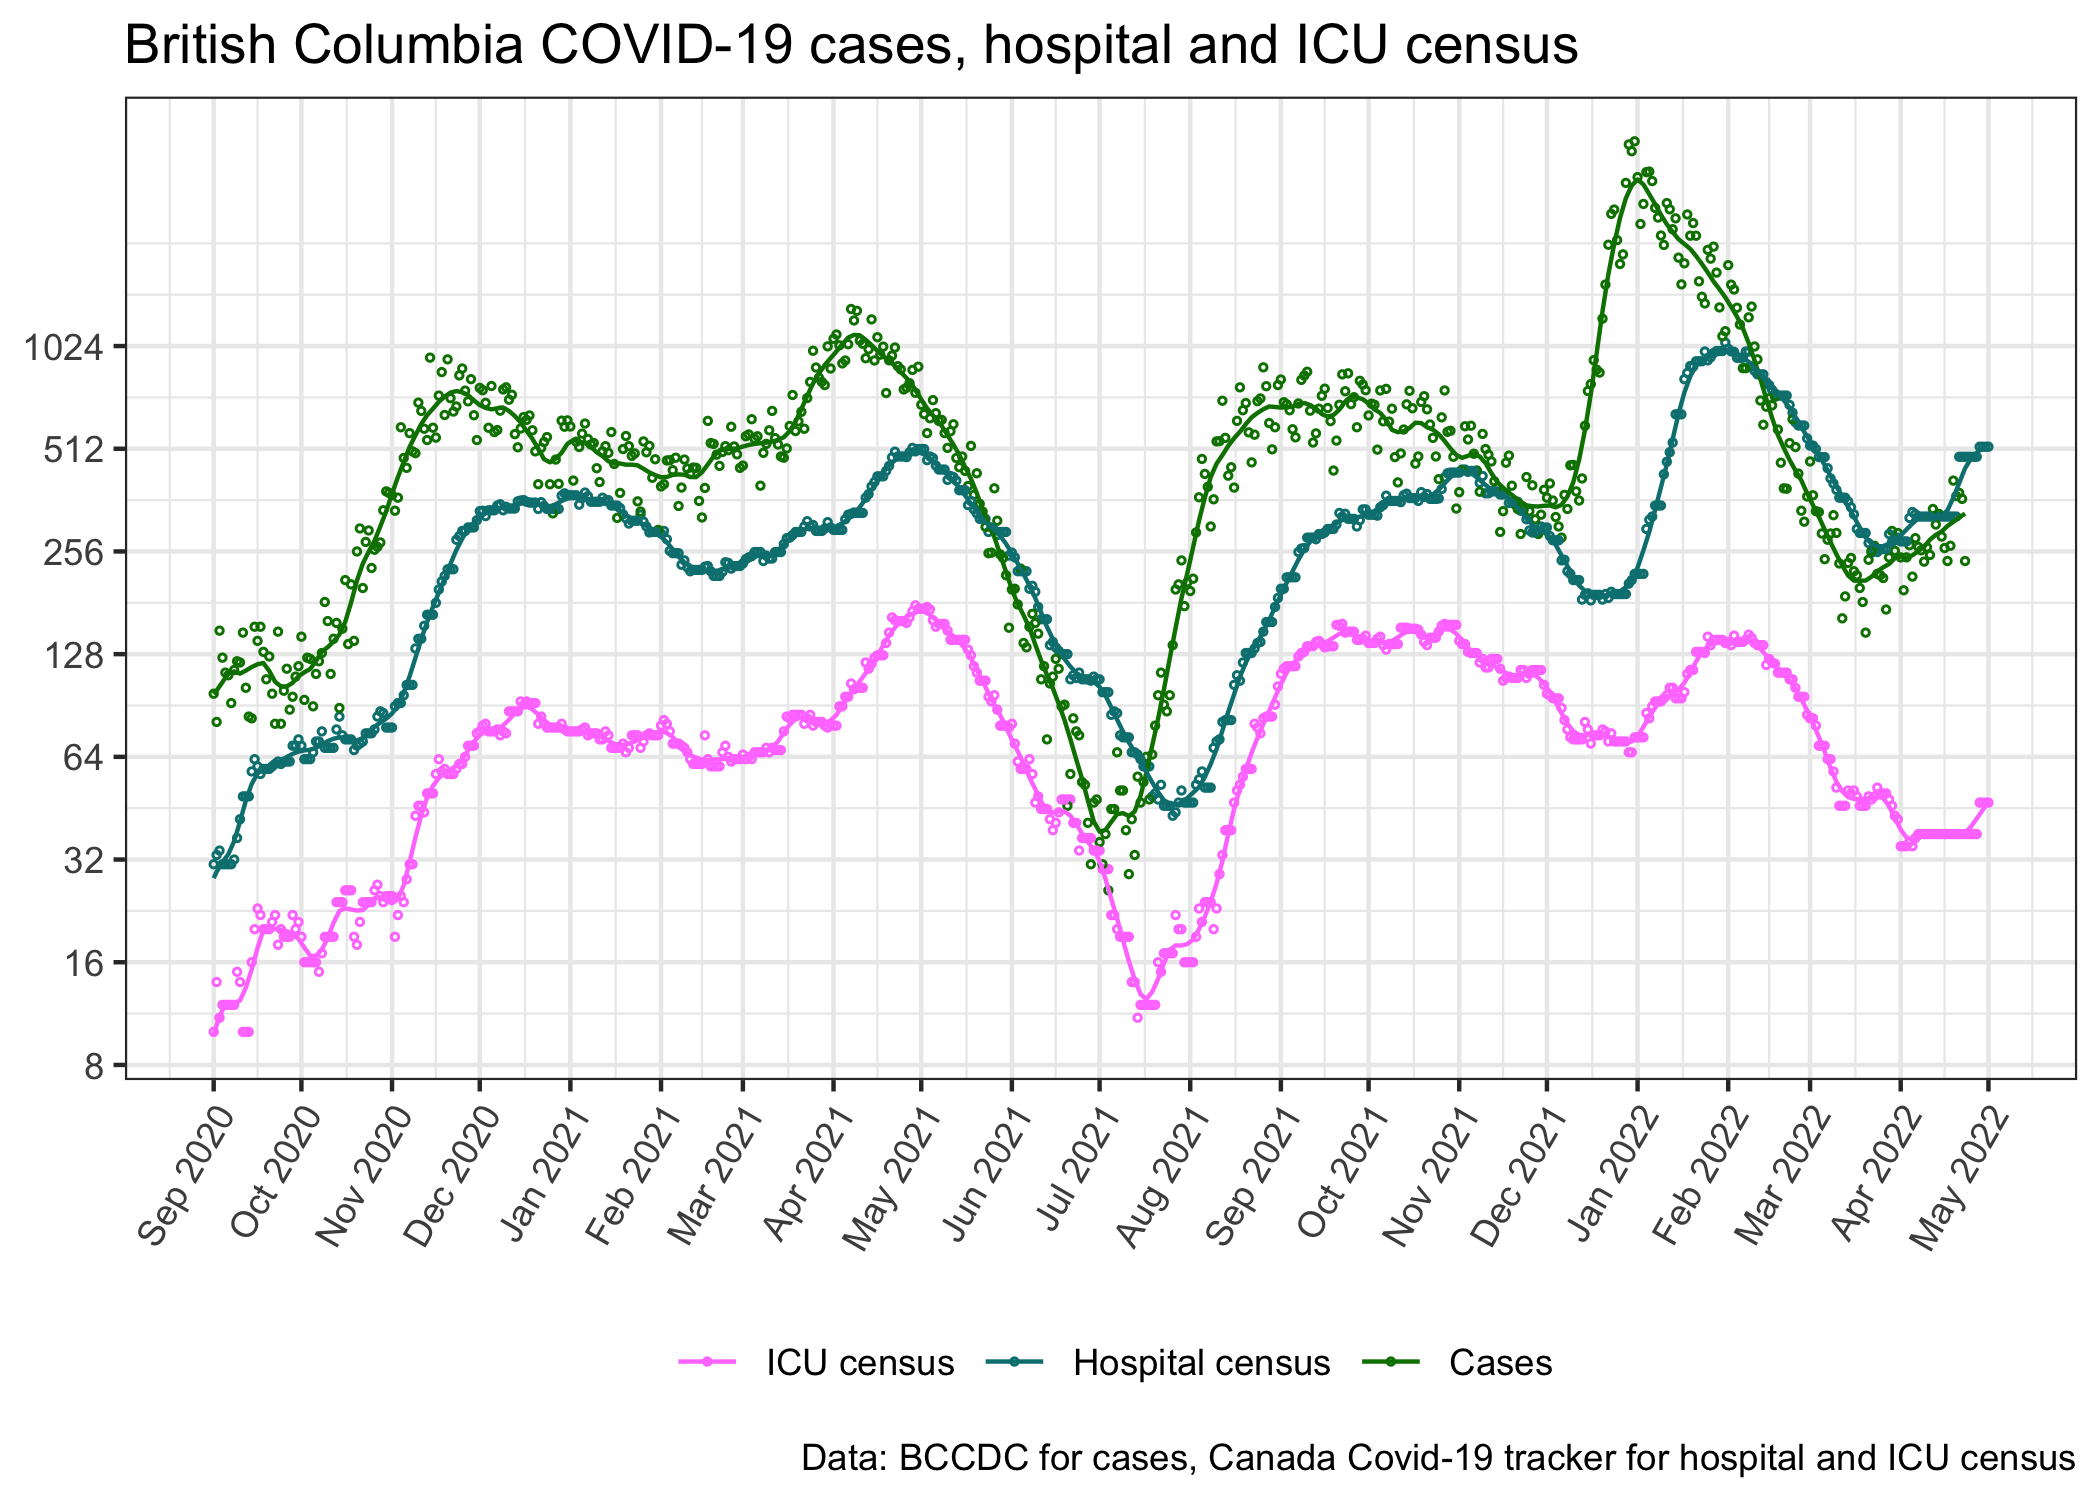 British Columbia COVID-19 cases, hospital and ICU census
1024
512
256
128
64
32
16
8
Sep 2020
Oct 2020
Nov 2020
Dec 2020
Jan 2021
Feb 2021
Mar 2021
Apr 2021
May 2021
Jun 2021
Jul 2021
Aug 2021
Sep 2021
Oct 2021
Nov 2021
Dec 2021
Jan 2022
Feb 2022
Mar 2022
Apr 2022
May 2022
ICU census Hospital census Cases
Data: BCCDC for cases, Canada Covid-19 tracker for hospital and ICU census